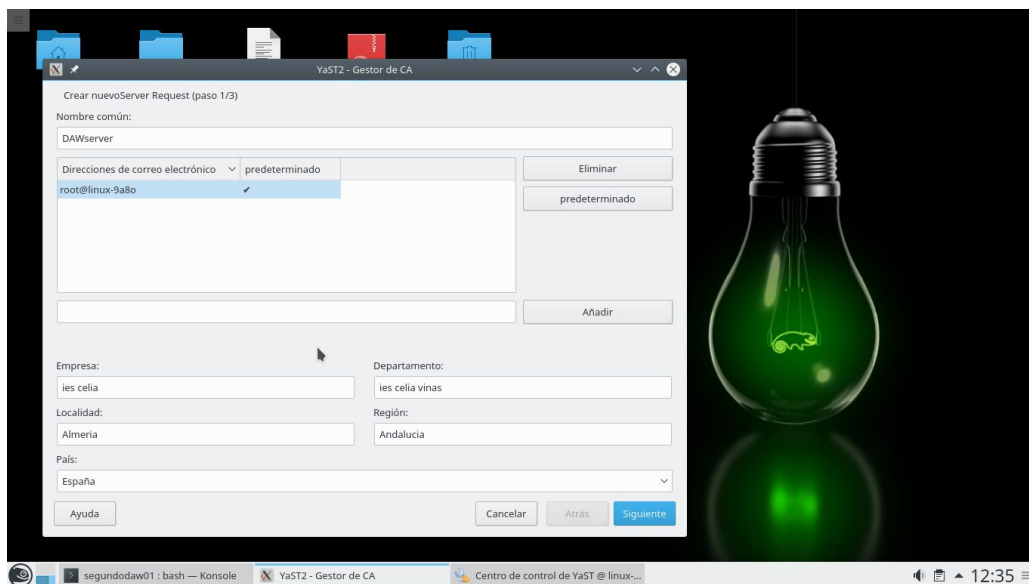 YaST2 - Gestor de CA
Crear nuevoServer Request (paso 1/3)
Nombre común:
DAWserver
Direcciones de correo electrónico predeterminado
root@linux-9a8o ✔
Eliminar
predeterminado
Añadir
Empresa:
Departamento:
ies celia
ies celia vinas
Localidad:
Región:
Almeria
Andalucia
País:
España
Ayuda
Cancelar
Atrás
Siguiente
segundodaw01 : bash — Konsole
YaST2 - Gestor de CA
Centro de control de YaST @ linux-...
12:35